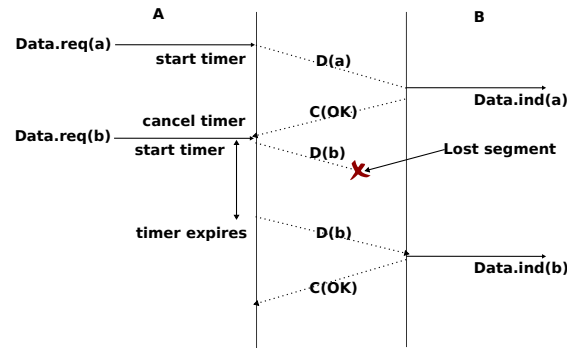 A
B
Data.req(a)
start timer
D(a)
Data.ind(a)
C(OK)
cancel timer
Data.req(b)
start timer
D(b)
Lost segment
timer expires
D(b)
Data.ind(b)
C(OK)